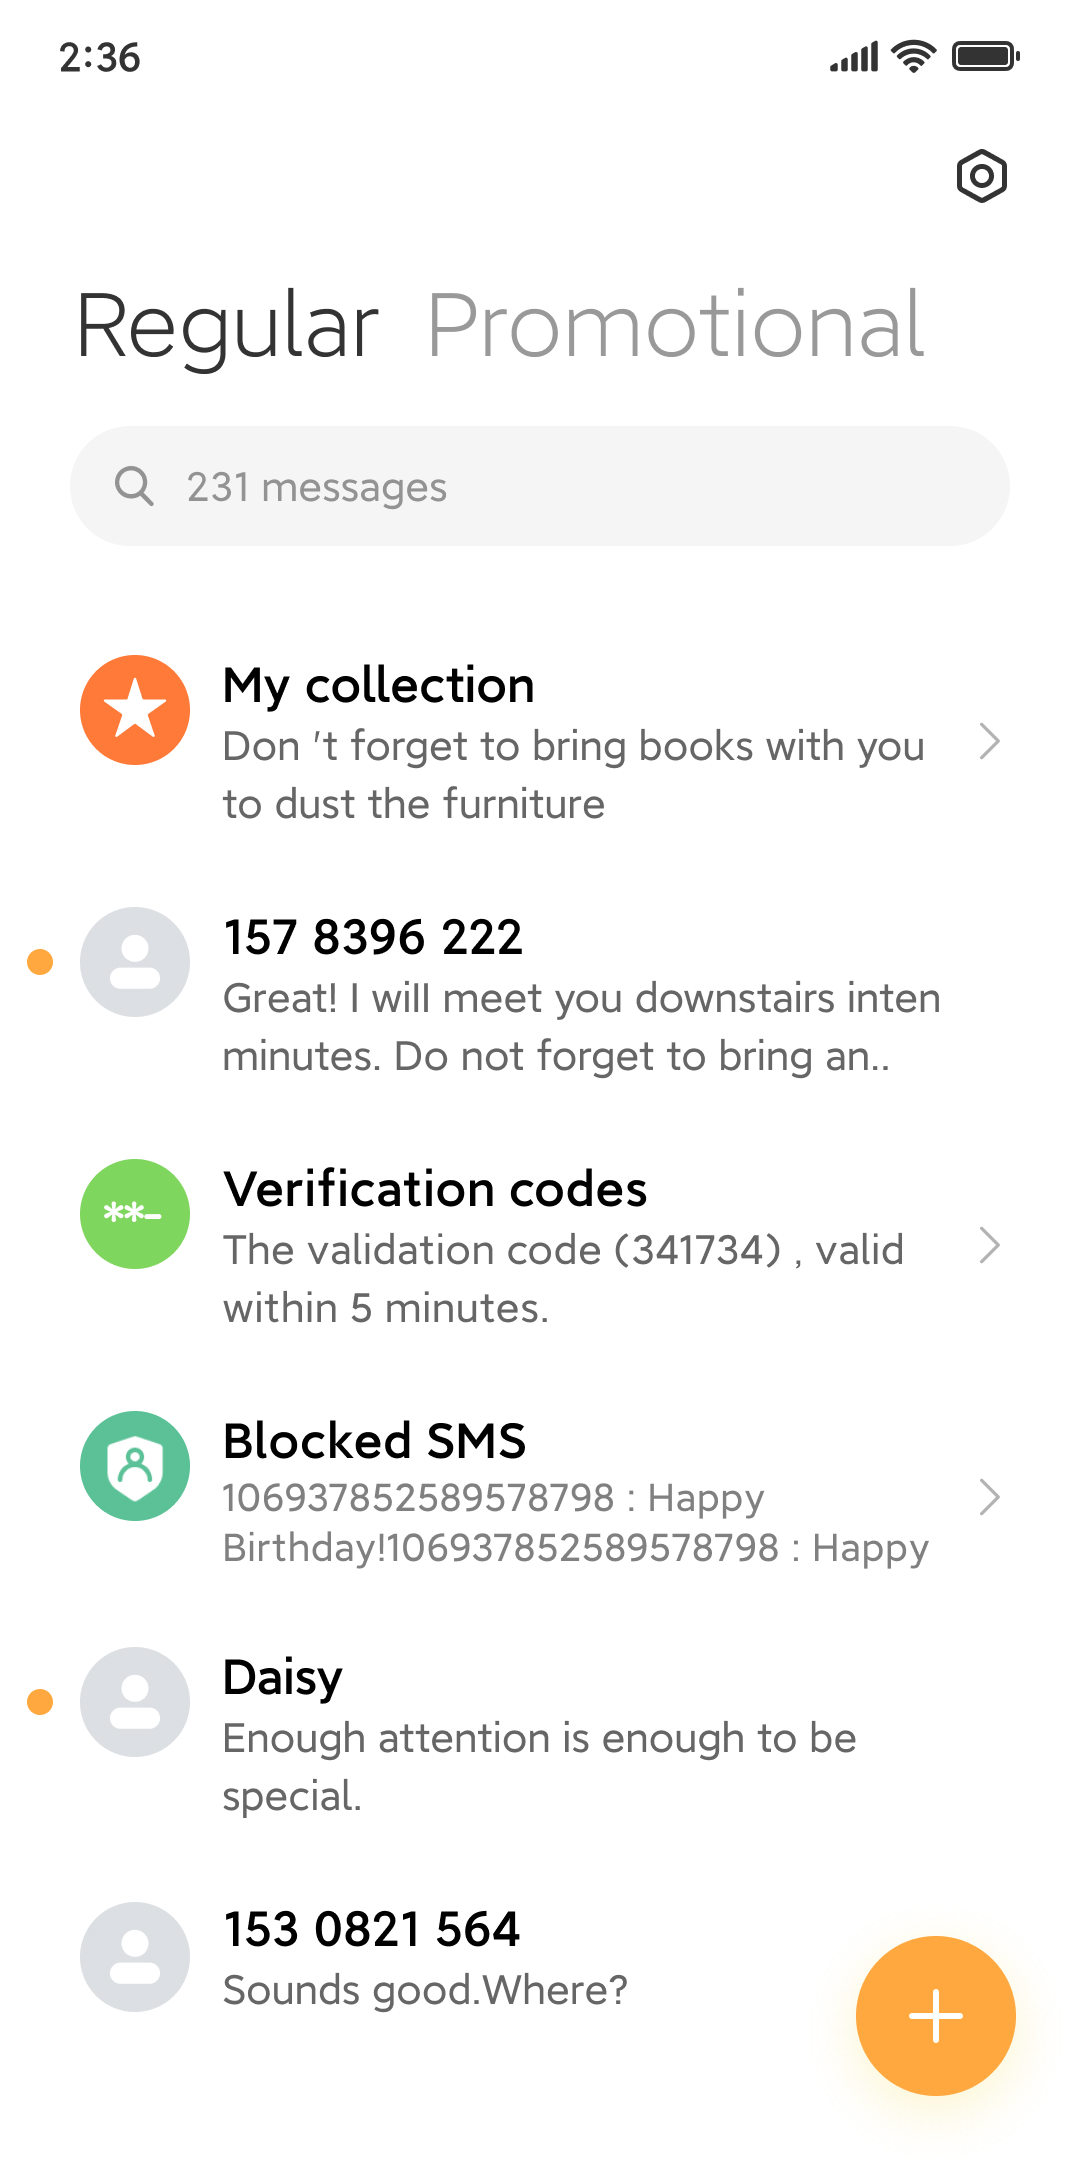 2:36
Regular Promotional
231 messages
My collection
Don 't forget to bring books with you
to dust the furniture
157 8396 222
Great! I will meet you downstairs inten
minutes. Do not forget to bring an..
**-
Verification codes
The validation code (341734) , valid
within 5 minutes.
Blocked SMS
106937852589578798 : Happy
Birthday!106937852589578798 : Happy
Daisy
Enough attention is enough to be
special.
153 0821 564
Sounds good.Where?